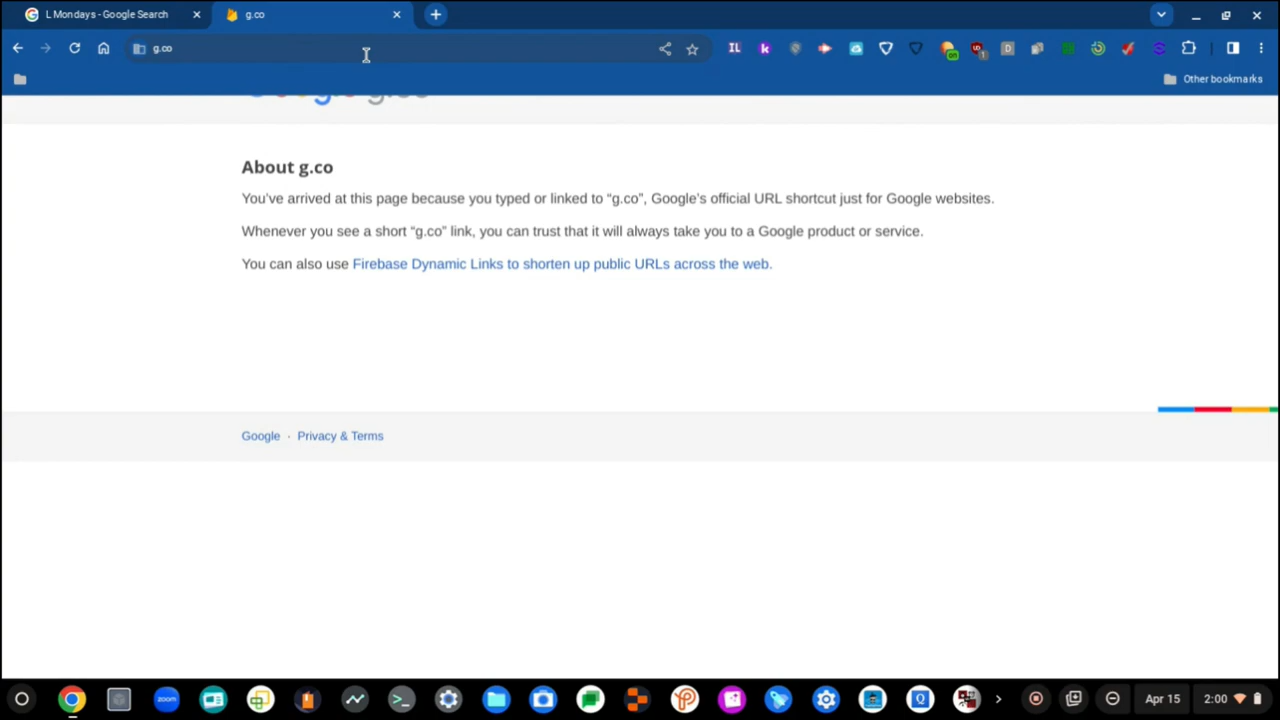 L Mondays - Google Search
g.co
g.co
Other bookmarks
Google g.co
About g.co
You've arrived at this page because you typed or linked to “g.co”, Google's official URL shortcut just for Google websites.
Whenever you see a short “g.co” link, you can trust that it will always take you to a Google product or service.
You can also use Firebase Dynamic Links to shorten up public URLs across the web.
Google · Privacy & Terms
zoom
Apr 15
2:00